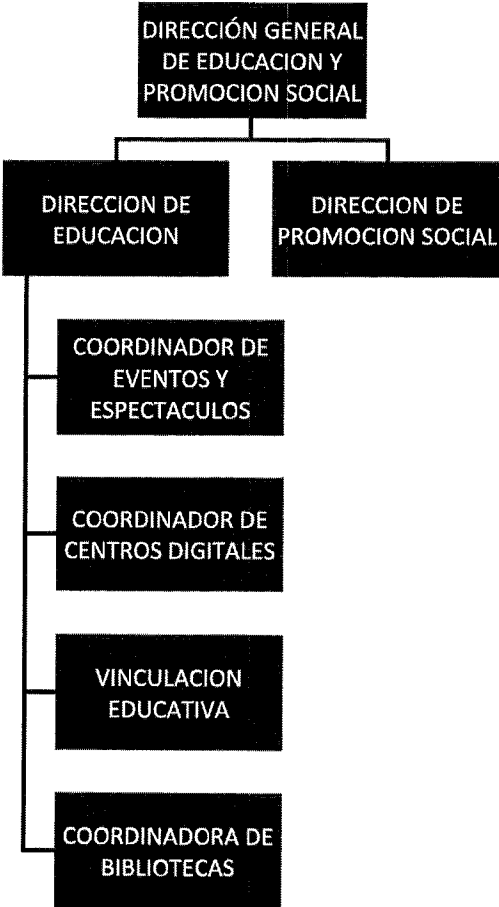 DIRECCIÓN GENERAL
DE EDUCACION Y
PROMOCION SOCIAL
DIRECCION DE
EDUCACION
DIRECCION DE
PROMOCION SOCIAL
COORDINADOR DE
EVENTOS Y
ESPECTACULOS
COORDINADOR DE
CENTROS DIGITALES
VINCULACION
EDUCATIVA
COORDINADORA DE
BIBLIOTECAS